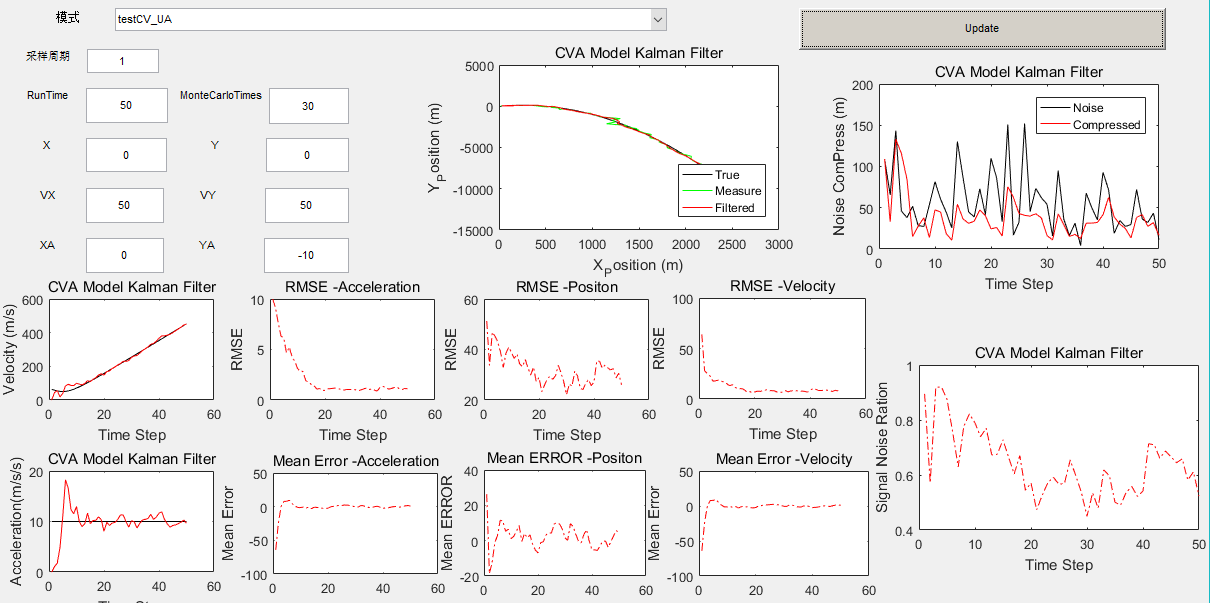 模式
testCV_UA
Update
采样周期
1
RunTime
50
MonteCarloTimes
30
X
0
Y
0
VX
50
VY
50
XA
0
YA
-10
CVA Model Kalman Filter
5000
0
-5000
-10000
-15000
0 500 1000 1500 2000 2500 3000
Y_Position (m)
X_Position (m)
True
Measure
Filtered
CVA Model Kalman Filter
200
150
100
50
0
0 10 20 30 40 50
Noise ComPress (m)
Time Step
Noise
Compressed
CVA Model Kalman Filter
600
400
200
0
0 20 40 60
Velocity (m/s)
Time Step
RMSE -Acceleration
10
5
0
0 20 40 60
RMSE
Time Step
RMSE -Positon
60
40
20
0 20 40 60
RMSE
Time Step
RMSE -Velocity
100
50
0
0 20 40 60
RMSE
Time Step
CVA Model Kalman Filter
1
0.8
0.6
0.4
0 10 20 30 40 50
Signal Noise Ration
Time Step
CVA Model Kalman Filter
20
10
0
0 20 40 60
Acceleration(m/s/s)
Time Step
Mean Error -Acceleration
50
0
-50
-100
0 20 40 60
Mean Error
Mean ERROR -Positon
40
20
0
-20
0 20 40 60
Mean ERROR
Mean Error -Velocity
50
0
-50
-100
0 20 40 60
Mean Error